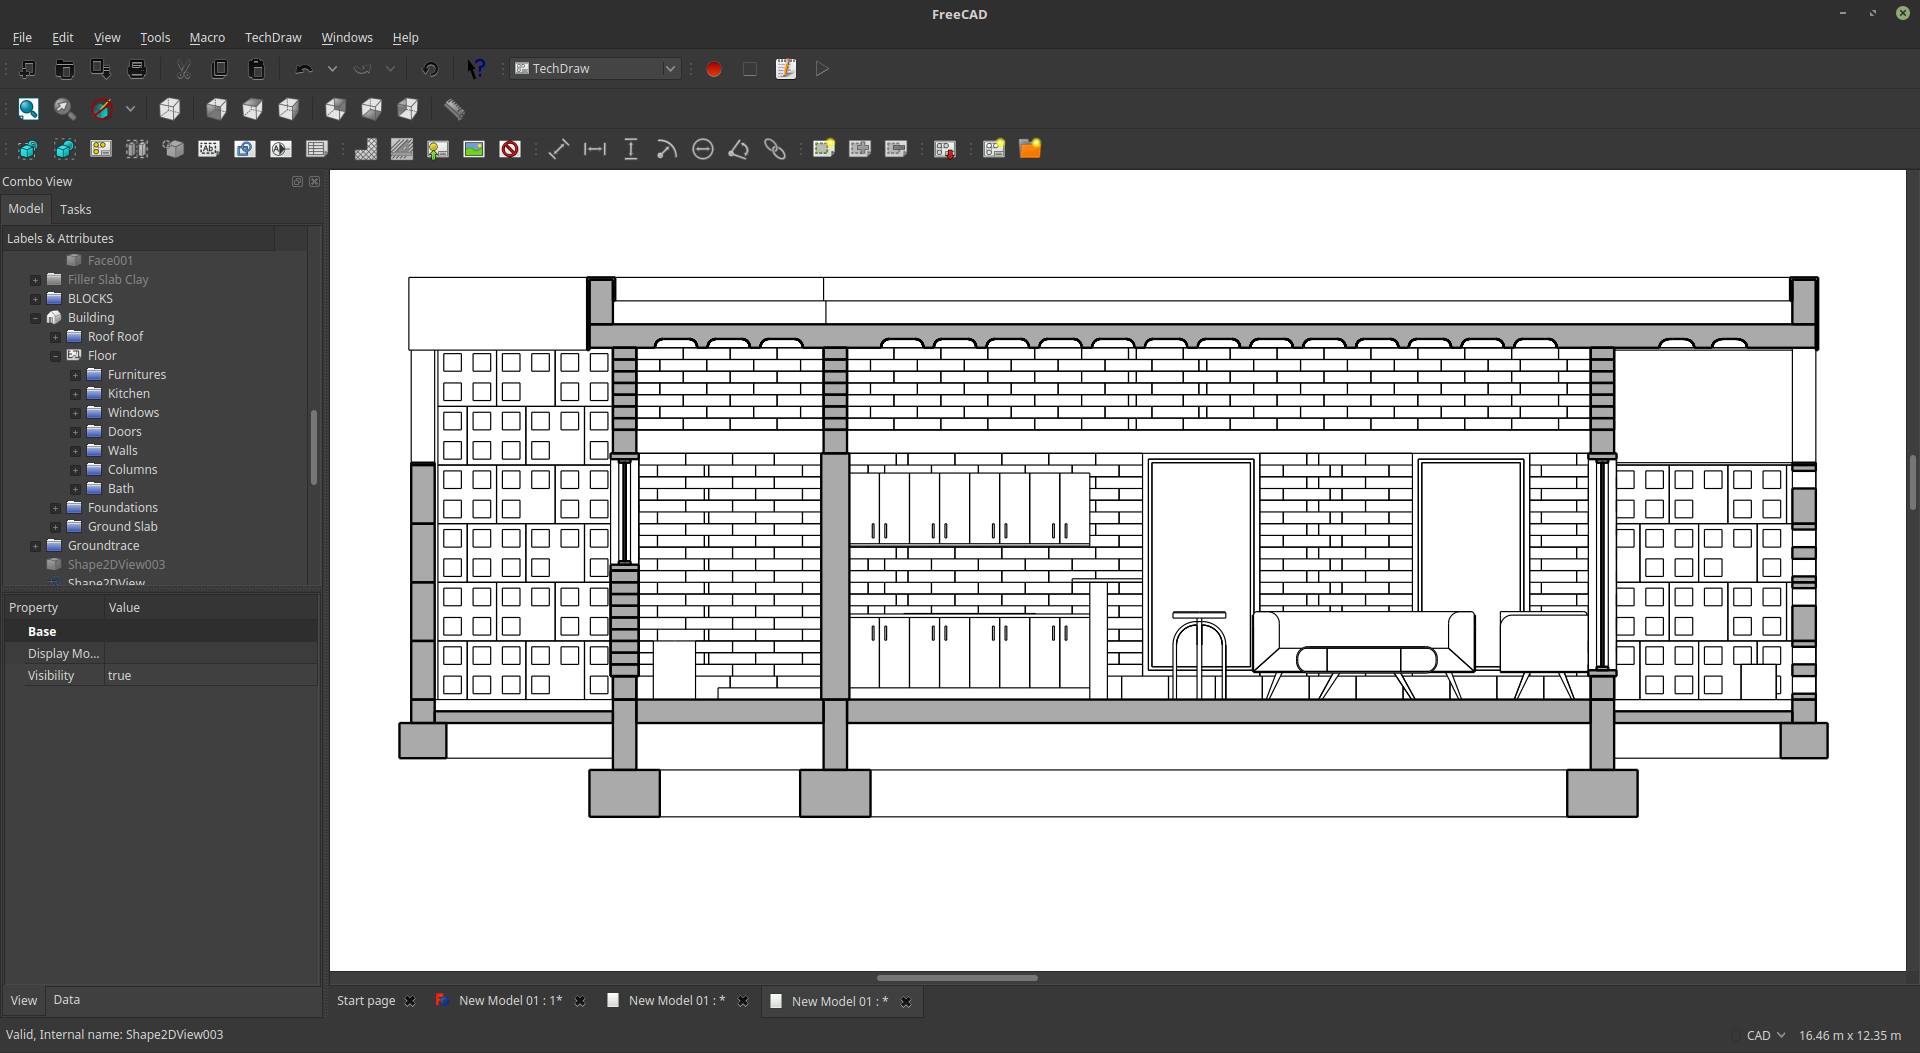 FreeCAD
File Edit View Tools Macro TechDraw Windows Help
TechDraw
Combo View
Model Tasks
Labels & Attributes
Face001
Filler Slab Clay
BLOCKS
Building
Roof Roof
Floor
Furnitures
Kitchen
Windows
Doors
Walls
Columns
Bath
Foundations
Ground Slab
Groundtrace
Shape2DView003
Shape2DView
Property Value
Base
Display Mo...
Visibility true
View Data
Start page New Model 01 : 1* New Model 01 : * New Model 01 : *
Valid, Internal name: Shape2DView003
CAD 16.46 m x 12.35 m